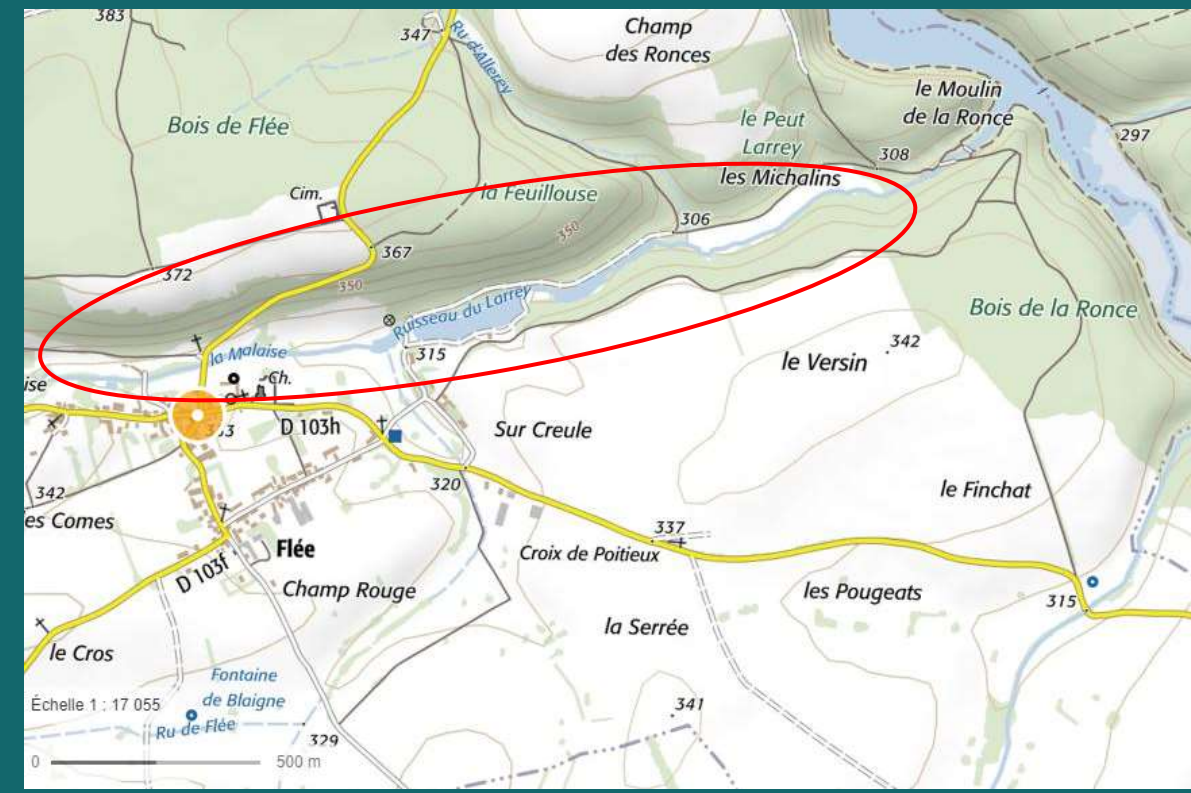 383
347
Ru d'Allerey
Champ
des Ronces
le Moulin
de la Ronce
297
Bois de Flée
le Peut
Larrey
308
les Michalins
Cim.
la Feuillouse
306
350
367
372
350
Ruisseau du Larrey
Bois de la Ronce
la Malaise
315
342
le Versin
ise
Ch.
D 103h
Sur Creule
320
342
es Comes
le Finchat
337
Flée
Croix de Poitieux
D 103f
Champ Rouge
les Pougeats
315
la Serrée
le Cros
Fontaine
de Blaigne
Échelle 1 : 17 055
Ru de Flée
341
329
0 500 m